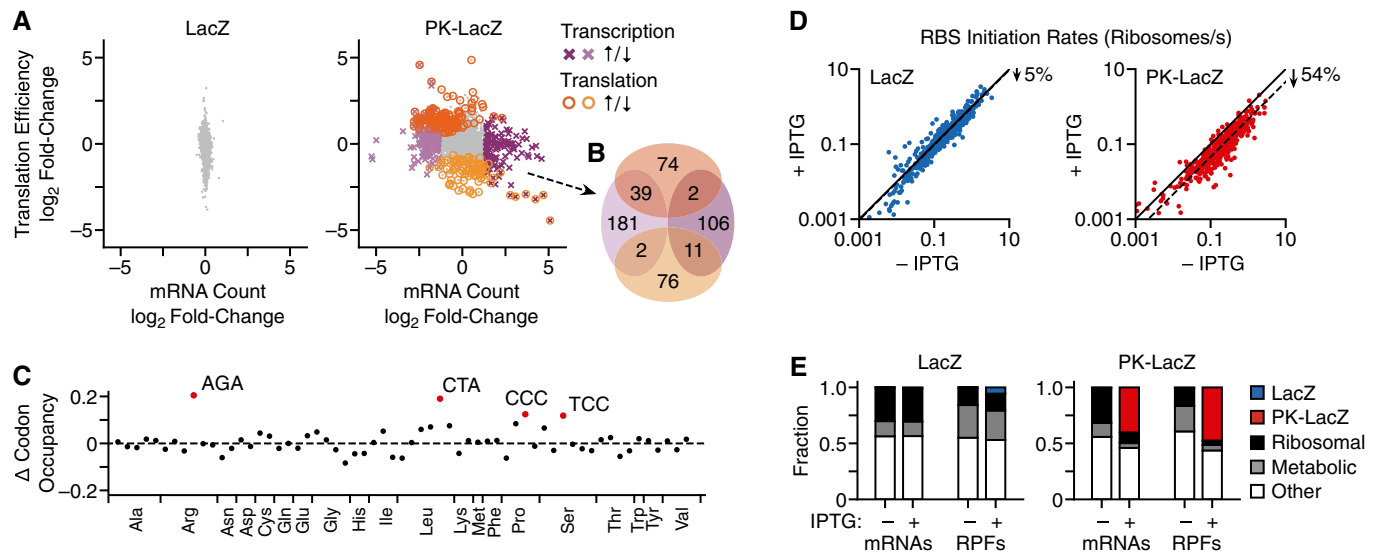 A
LacZ
PK-LacZ
Translation Efficiency
log2 Fold-Change
5
0
−5
−5
0
5
mRNA Count
log2 Fold-Change
5
0
−5
−5
0
5
mRNA Count
log2 Fold-Change
Transcription
↑/↓
Translation
↑/↓
B
74
39
2
181
106
2
11
76
C
Δ Codon
Occupancy
0.2
0
−0.2
AGA
CTA
CCC
TCC
Ala
Arg
Asn
Asp
Cys
Gln
Glu
Gly
His
Ile
Leu
Lys
Met
Phe
Pro
Ser
Thr
Trp
Tyr
Val
D
RBS Initiation Rates (Ribosomes/s)
LacZ
5%
+ IPTG
10
0.1
0.001
0.001
0.1
10
− IPTG
PK-LacZ
54%
+ IPTG
10
0.1
0.001
0.001
0.1
10
− IPTG
E
LacZ
PK-LacZ
Fraction
1.0
0.5
0
1.0
0.5
0
IPTG:
− + − +
mRNAs RPFs
− + − +
mRNAs RPFs
LacZ
PK-LacZ
Ribosomal
Metabolic
Other